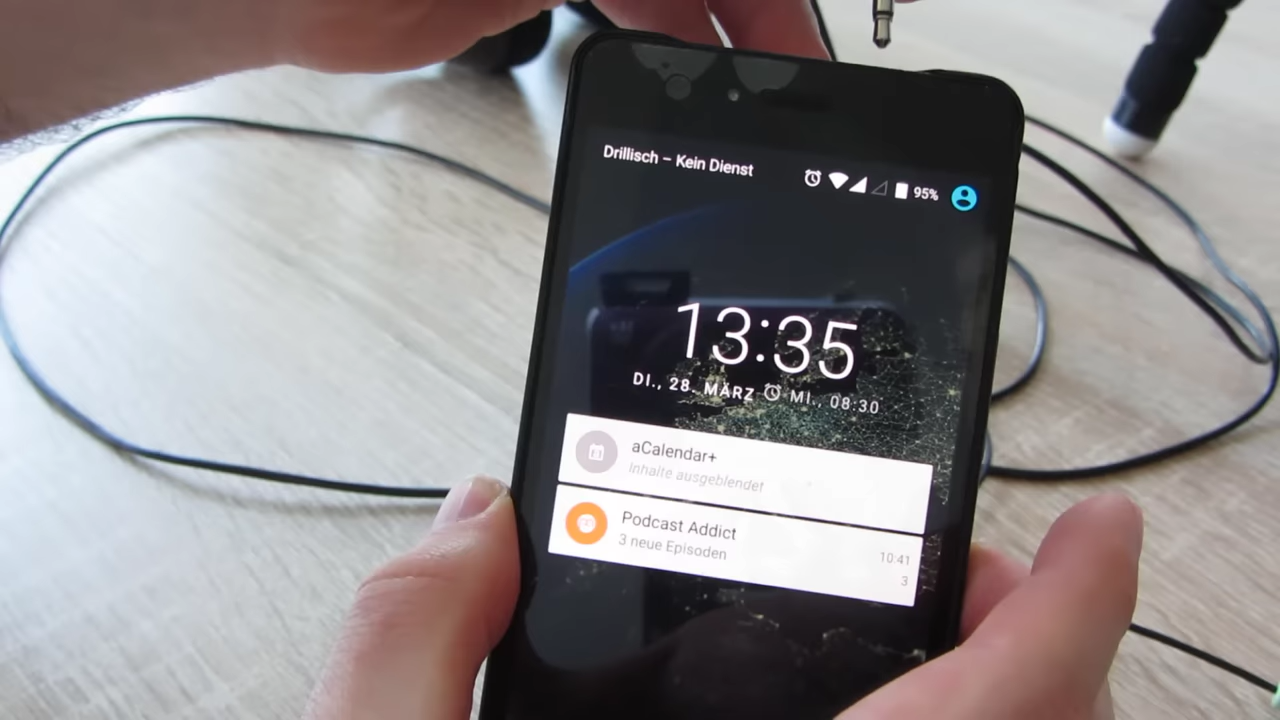 Drillisch – Kein Dienst
95%
13:35
DI., 28. MÄRZ MI., 08:30
aCalendar+
Inhalte ausgeblendet
Podcast Addict
10:41
3 neue Episoden
3